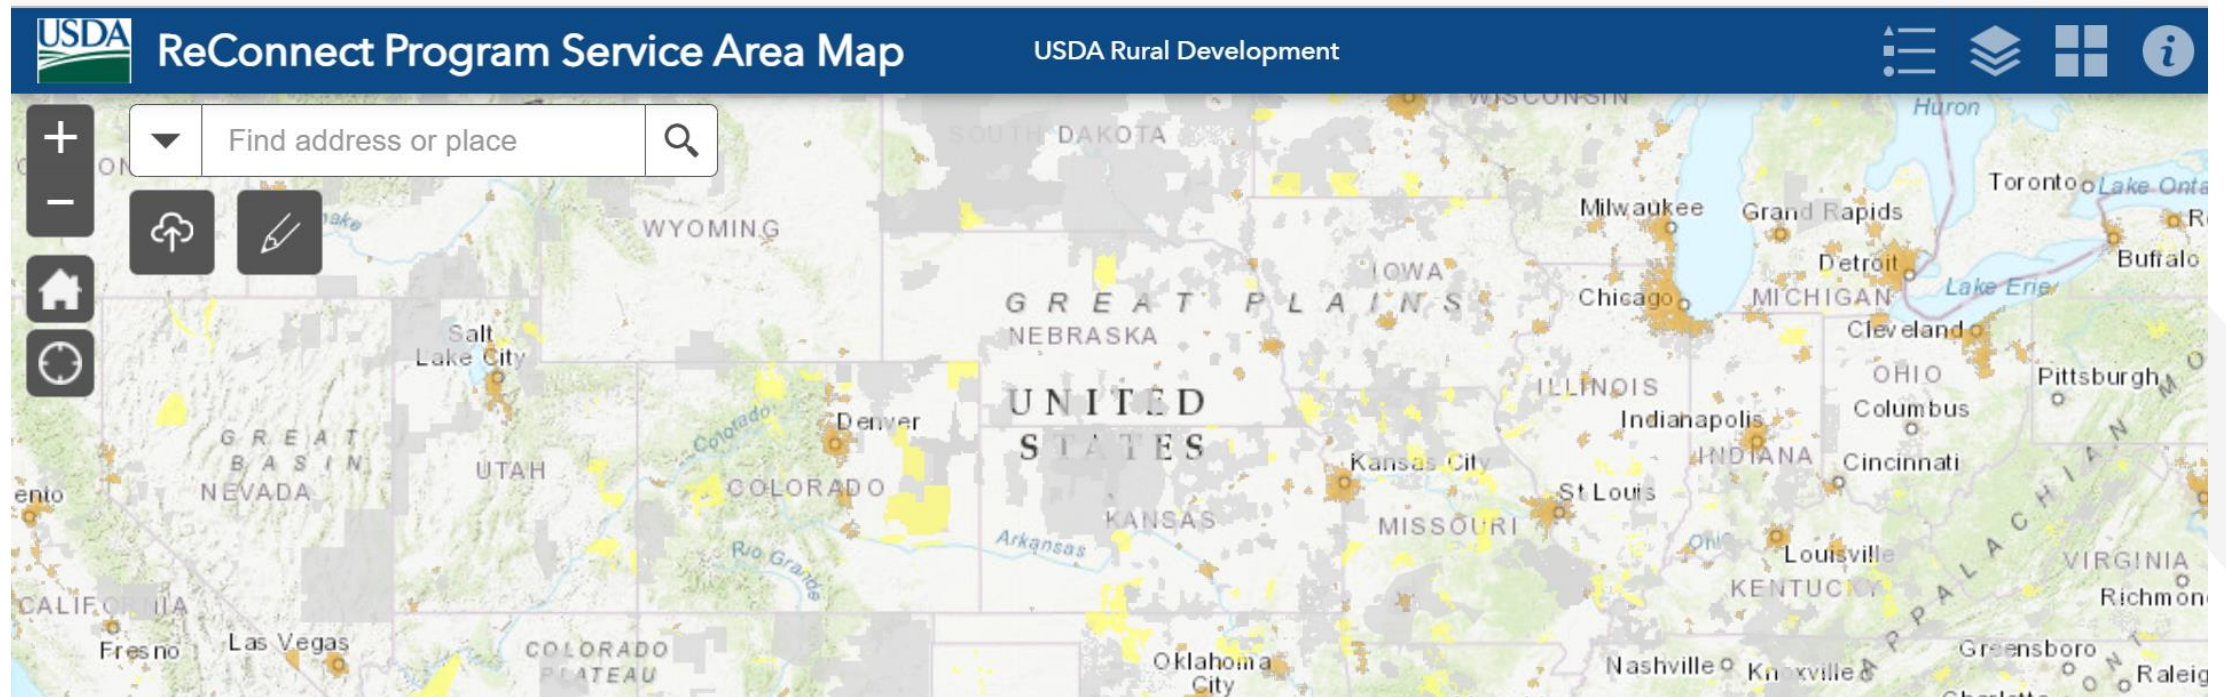 USDA
ReConnect Program Service Area Map
USDA Rural Development
+
Find address or place
−
WISCONSIN
Huron
SOUTH DAKOTA
Toronto
Lake Onta
WYOMING
Milwaukee
Grand Rapids
Detroit
Buffalo
IOWA
GREAT PLAINS
Chicago
MICHIGAN
Lake Erie
NEBRASKA
Cleveland
Salt
Lake City
ILLINOIS
OHIO
Pittsburgh
UNITED
STATES
Denver
Colorado
Indianapolis
Columbus
GREAT
BASIN
NEVADA
UTAH
COLORADO
Kansas City
INDIANA
Cincinnati
ento
St Louis
KANSAS
MISSOURI
Arkansas
Rio Grande
Louisville
VIRGINIA
KENTUCKY
Richmon
CALIFORNIA
Fresno
Las Vegas
COLORADO
PLATEAU
Oklahoma
City
Nashville
Knoxville
Greensboro
Raleig